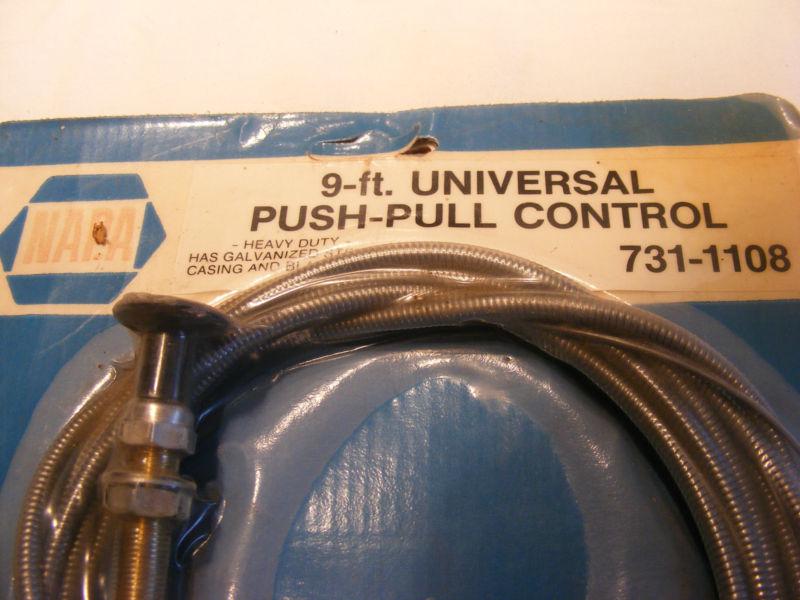 NAPA
9-ft. UNIVERSAL
PUSH-PULL CONTROL
- HEAVY DUTY -
HAS GALVANIZED
CASING AND
731-1108